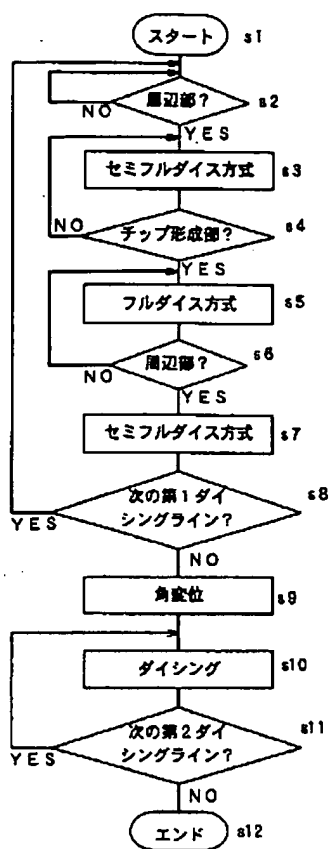 スタート s1
周辺部? s2
NO
YES
セミフルダイス方式 s3
チップ形成部? s4
NO
YES
フルダイス方式 s5
周辺部? s6
NO
YES
セミフルダイス方式 s7
次の第1ダイ
シングライン? s8
YES
NO
角変位 s9
ダイシング s10
次の第2ダイ
シングライン? s11
YES
NO
エンド s12